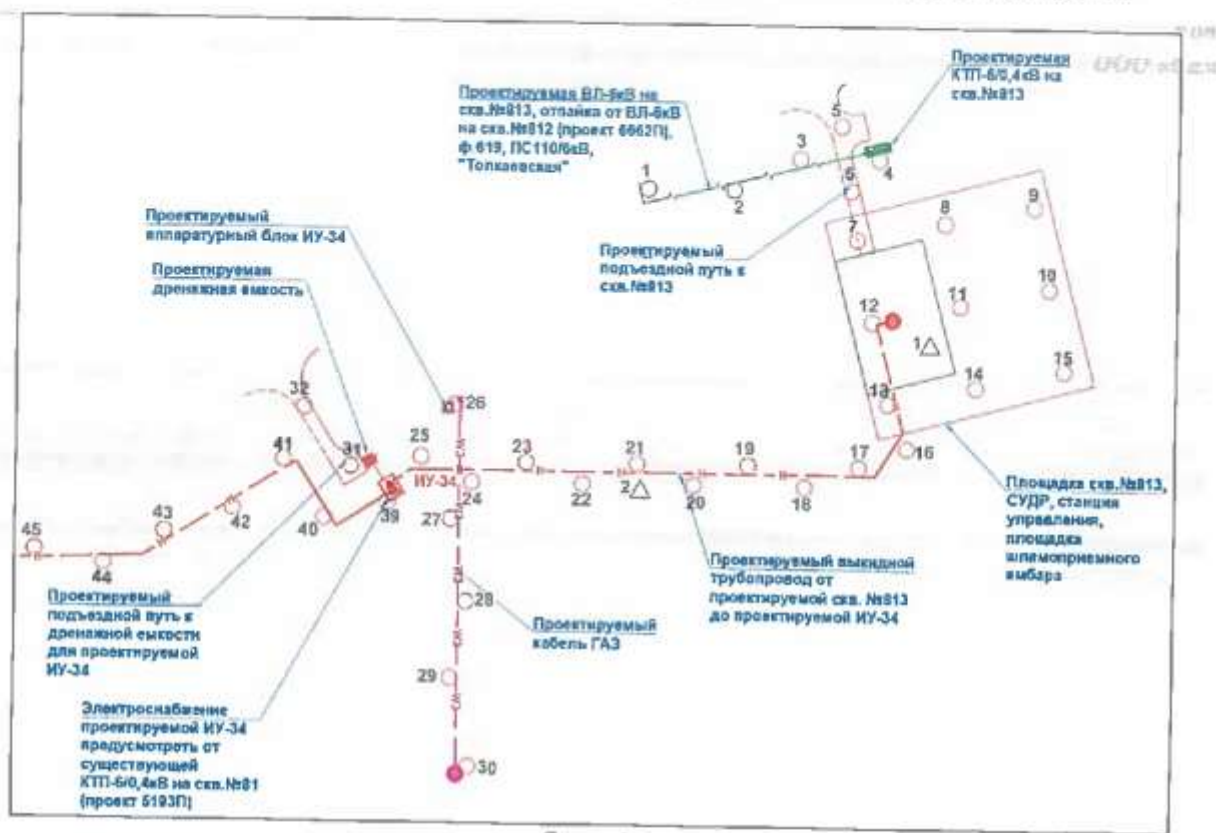 Проектируемая
КТП-6/0,4кВ на
скв.№813
Проектируемая ВЛ-6кВ на
скв.№813, отпайка от ВЛ-6кВ
на скв.№812 (проект 6662П),
ф.619, ПС110/6кВ,
"Толкаевская"
5
3
4
1
2
6
9
8
7
Проектируемый
аппаратурный блок ИУ-34
Проектируемый
подъездной путь к
скв.№813
Проектируемая
дренажная емкость
10
11
12
1
15
14
13
32
26
41
31
25
23
21
19
17
16
ИУ-34
24
22
2
20
18
39
40
42
43
45
44
27
28
29
30
Площадка скв.№813,
СУДР, станция
управления,
площадка
шламоприемного
амбара
Проектируемый выкидной
трубопровод от
проектируемой скв. №813
до проектируемой ИУ-34
Проектируемый
подъездной путь к
дренажной емкости
для проектируемой
ИУ-34
Проектируемый
кабель ГАЗ
Электроснабжение
проектируемой ИУ-34
предусмотреть от
существующей
КТП-6/0,4кВ на скв.№81
(проект 5193П)